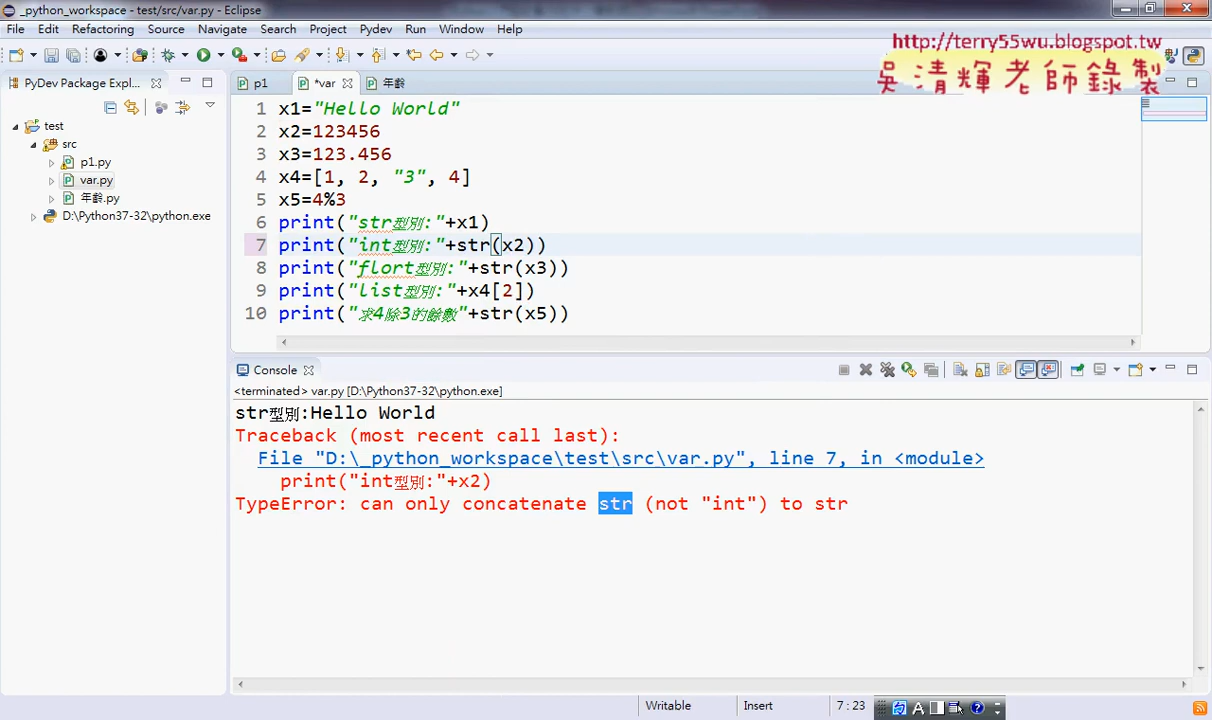 _python_workspace - test/src/var.py - Eclipse
File Edit Refactoring Source Navigate Search Project Pydev Run Window Help
http://terry55wu.blogspot.tw
吳清輝老師錄製
PyDev Package Expl...
p1
*var
年齡
test
src
p1.py
var.py
年齡.py
D:\Python37-32\python.exe
1 x1="Hello World"
2 x2=123456
3 x3=123.456
4 x4=[1, 2, "3", 4]
5 x5=4%3
6 print("str型別:"+x1)
7 print("int型別:"+str(x2))
8 print("flort型別:"+str(x3))
9 print("list型別:"+x4[2])
10 print("求4除3的餘數"+str(x5))
Console
<terminated> var.py [D:\Python37-32\python.exe]
str型別:Hello World
Traceback (most recent call last):
File "D:\_python_workspace\test\src\var.py", line 7, in <module>
print("int型別:"+x2)
TypeError: can only concatenate str (not "int") to str
Writable
Insert
7 : 23